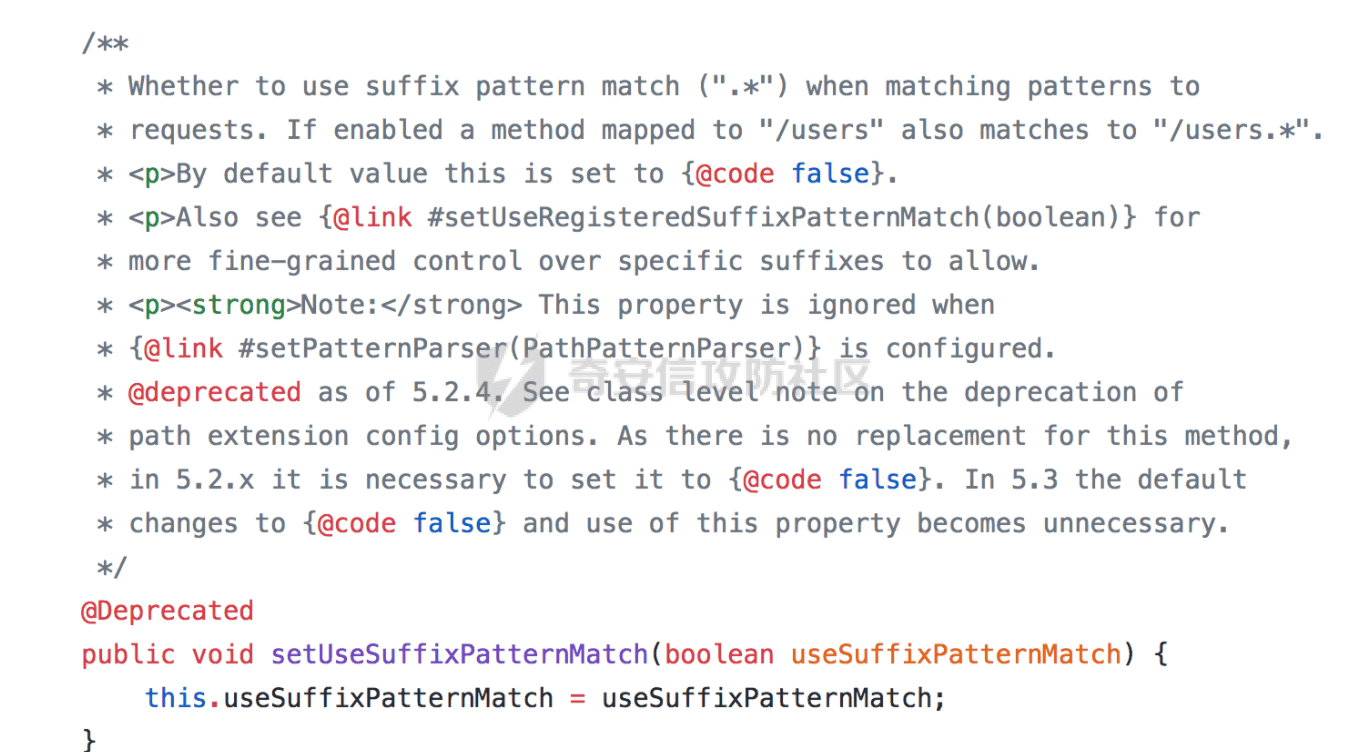 /**
 * Whether to use suffix pattern match (".*") when matching patterns to
 * requests. If enabled a method mapped to "/users" also matches to "/users.*".
 * <p>By default value this is set to {@code false}.
 * <p>Also see {@link #setUseRegisteredSuffixPatternMatch(boolean)} for
 * more fine-grained control over specific suffixes to allow.
 * <p><strong>Note:</strong> This property is ignored when
 * {@link #setPatternParser(PathPatternParser)} is configured.
奇安信攻防社区
 * @deprecated as of 5.2.4. See class level note on the deprecation of
 * path extension config options. As there is no replacement for this method,
 * in 5.2.x it is necessary to set it to {@code false}. In 5.3 the default
 * changes to {@code false} and use of this property becomes unnecessary.
 */
@Deprecated
public void setUseSuffixPatternMatch(boolean useSuffixPatternMatch) {
    this.useSuffixPatternMatch = useSuffixPatternMatch;
}